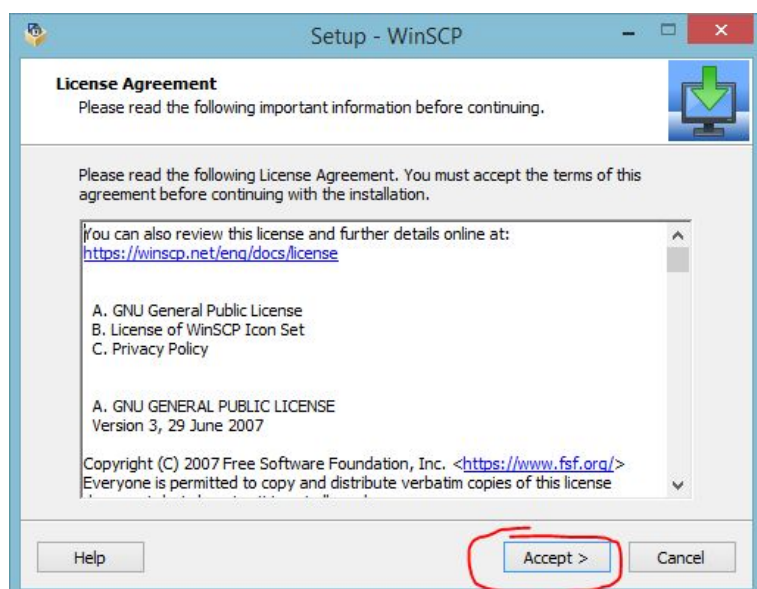 Setup - WinSCP
License Agreement
Please read the following important information before continuing.
Please read the following License Agreement. You must accept the terms of this
agreement before continuing with the installation.
You can also review this license and further details online at:
https://winscp.net/eng/docs/license
A. GNU General Public License
B. License of WinSCP Icon Set
C. Privacy Policy
A. GNU GENERAL PUBLIC LICENSE
Version 3, 29 June 2007
Copyright (C) 2007 Free Software Foundation, Inc. <https://www.fsf.org/>
Everyone is permitted to copy and distribute verbatim copies of this license
Help
Accept >
Cancel